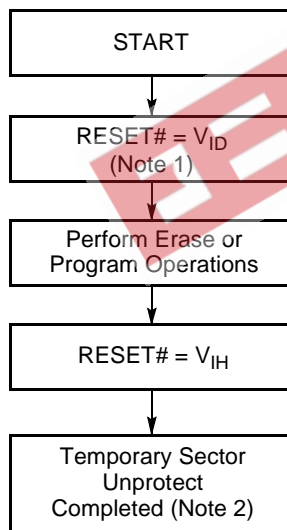 START
RESET# = VID
(Note 1)
Perform Erase or
Program Operations
RESET# = VIH
Temporary Sector
Unprotect
Completed (Note 2)